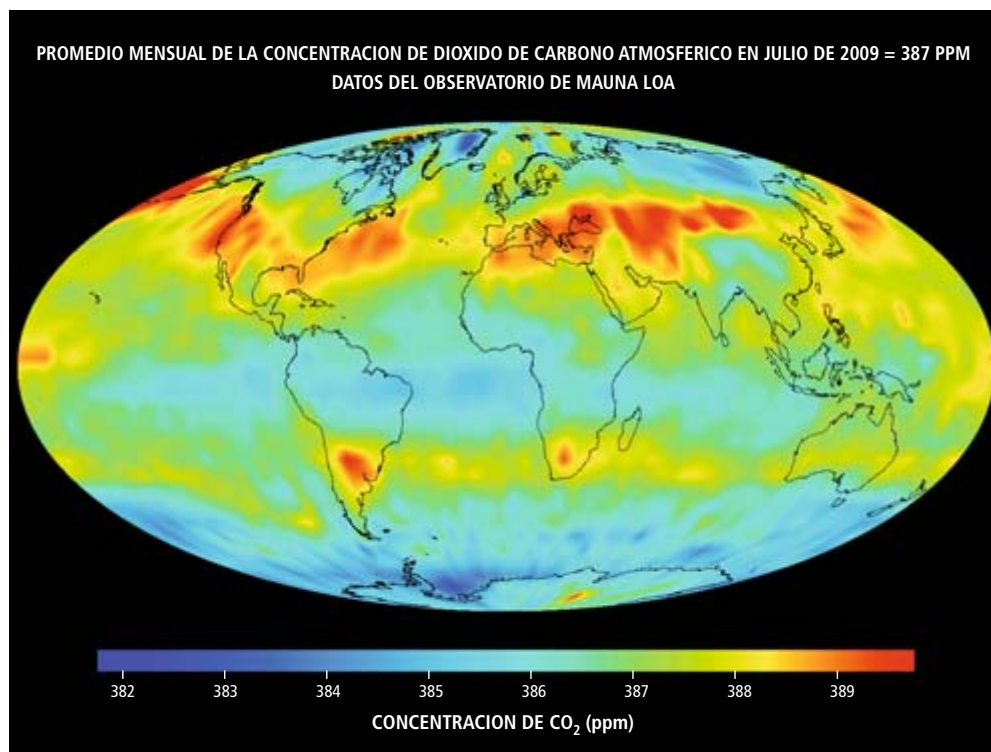 PROMEDIO MENSUAL DE LA CONCENTRACION DE DIOXIDO DE CARBONO ATMOSFERICO EN JULIO DE 2009 = 387 PPM
DATOS DEL OBSERVATORIO DE MAUNA LOA
382 383 384 385 386 387 388 389
CONCENTRACION DE CO₂ (ppm)